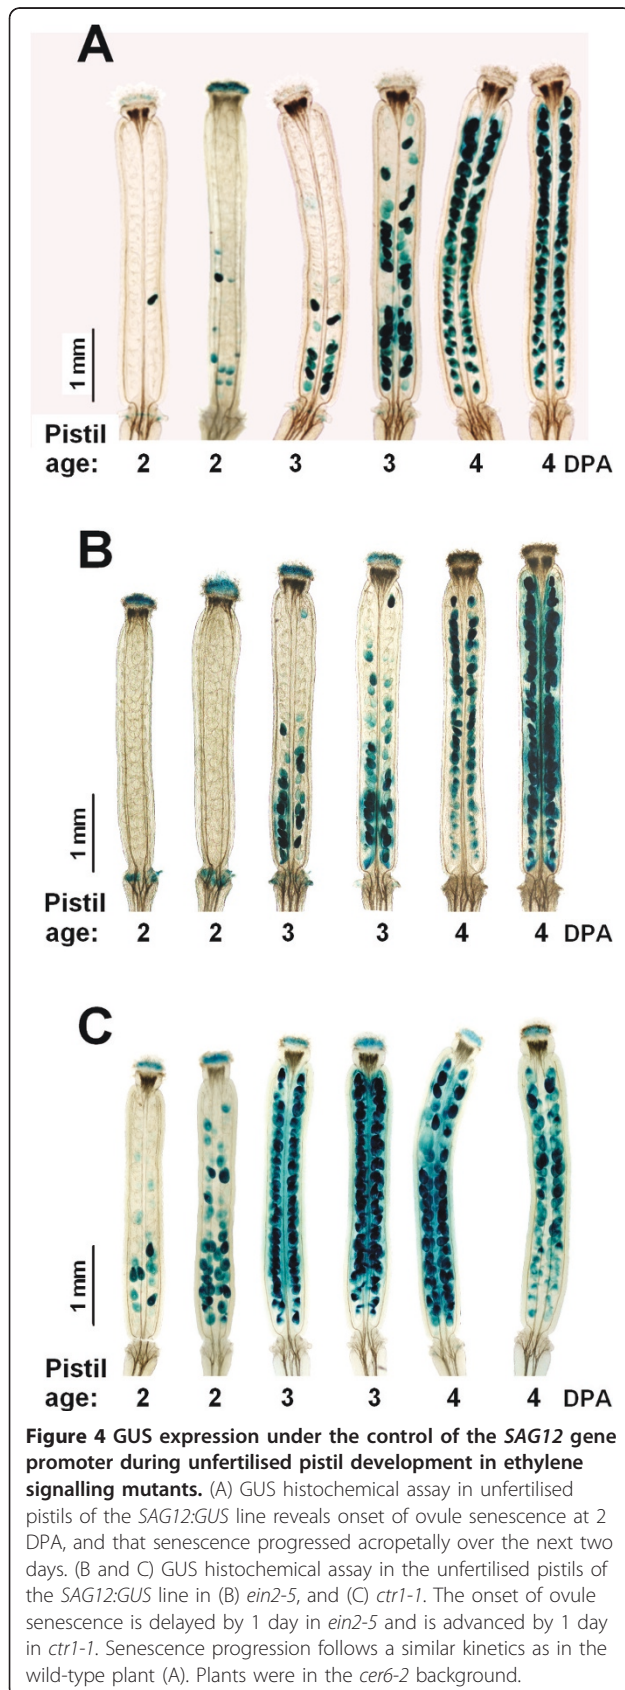 A
1 mm
Pistil
age: 2 2 3 3 4 4 DPA
B
1 mm
Pistil
age: 2 2 3 3 4 4 DPA
C
1 mm
Pistil
age: 2 2 3 3 4 4 DPA
Figure 4 GUS expression under the control of the SAG12 gene
promoter during unfertilised pistil development in ethylene
signalling mutants. (A) GUS histochemical assay in unfertilised
pistils of the SAG12:GUS line reveals onset of ovule senescence at 2
DPA, and that senescence progressed acropetally over the next two
days. (B and C) GUS histochemical assay in the unfertilised pistils of
the SAG12:GUS line in (B) ein2-5, and (C) ctr1-1. The onset of ovule
senescence is delayed by 1 day in ein2-5 and is advanced by 1 day
in ctr1-1. Senescence progression follows a similar kinetics as in the
wild-type plant (A). Plants were in the cer6-2 background.